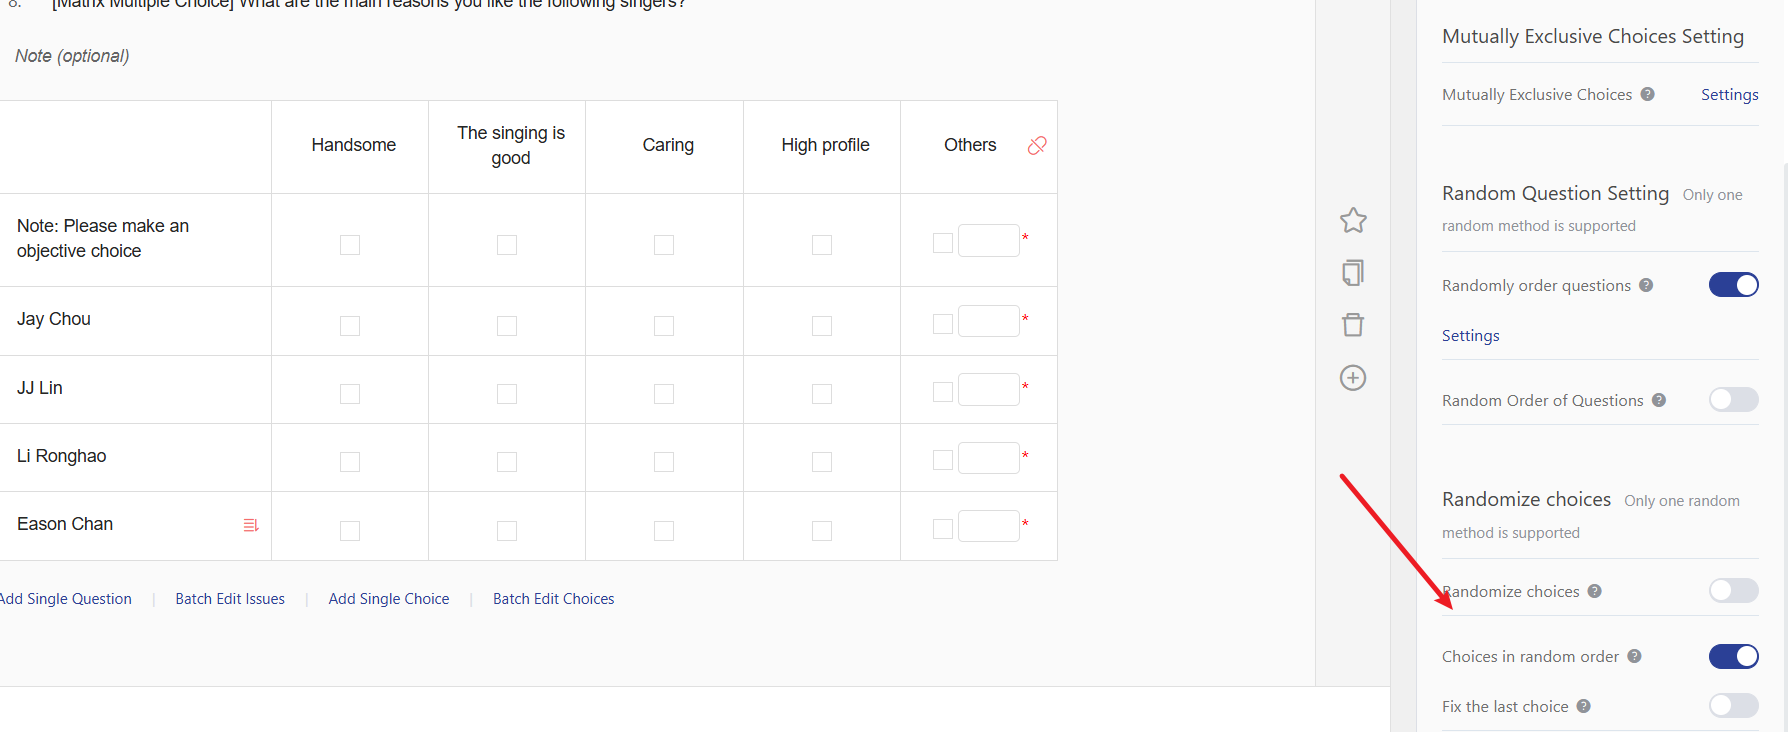 8. [Matrix Multiple Choice] What are the main reasons you like the following singers?
Note (optional)
Handsome
The singing is
good
Caring
High profile
Others
Note: Please make an
objective choice
*
Jay Chou
*
JJ Lin
*
Li Ronghao
*
Eason Chan
*
Add Single Question | Batch Edit Issues | Add Single Choice | Batch Edit Choices
Mutually Exclusive Choices Setting
Mutually Exclusive Choices ? Settings
Random Question Setting Only one
random method is supported
Randomly order questions ?
Settings
Random Order of Questions ?
Randomize choices Only one random
method is supported
Randomize choices ?
Choices in random order ?
Fix the last choice ?